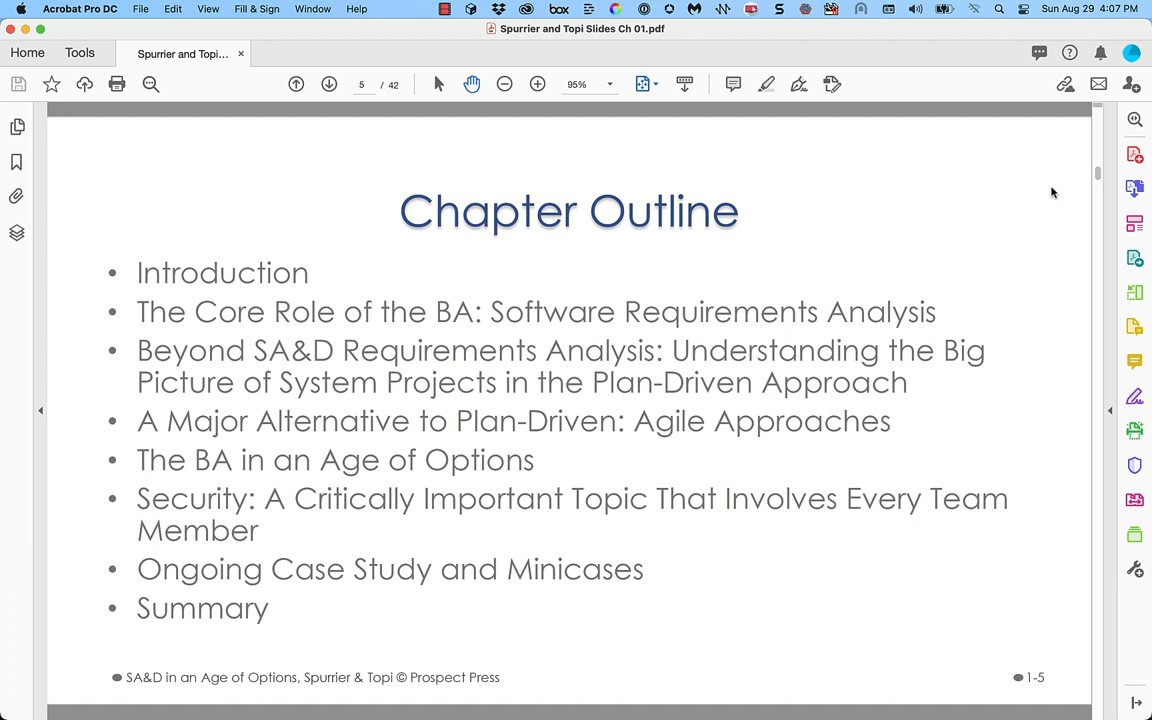 Acrobat Pro DC File Edit View Fill & Sign Window Help box Sun Aug 29 4:07 PM
Spurrier and Topi Slides Ch 01.pdf
Home Tools Spurrier and Topi... ×
5 / 42 95%
Chapter Outline
• Introduction
• The Core Role of the BA: Software Requirements Analysis
• Beyond SA&D Requirements Analysis: Understanding the Big
Picture of System Projects in the Plan-Driven Approach
• A Major Alternative to Plan-Driven: Agile Approaches
• The BA in an Age of Options
• Security: A Critically Important Topic That Involves Every Team
Member
• Ongoing Case Study and Minicases
• Summary
SA&D in an Age of Options, Spurrier & Topi © Prospect Press 1-5